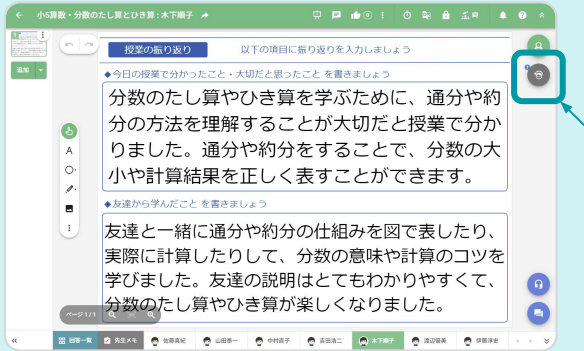 小5算数・分数のたし算とひき算：木下順子
授業の振り返り
以下の項目に振り返りを入力しましょう
◆今日の授業で分かったこと・大切だと思ったこと を書きましょう
分数のたし算やひき算を学ぶために、通分や約
分の方法を理解することが大切だと授業で分か
りました。通分や約分をすることで、分数の大
小や計算結果を正しく表すことができます。
◆友達から学んだこと を書きましょう
友達と一緒に通分や約分の仕組みを図で表したり、
実際に計算したりして、分数の意味や計算のコツを
学びました。友達の説明はとてもわかりやすくて、
分数のたし算やひき算が楽しくなりました。
追加
A
ページ 1/1
回答一覧 先生メモ 佐藤真紀 山田泰一 中村直子 吉田浩二 木下順子 渡辺優美 伊藤淳史